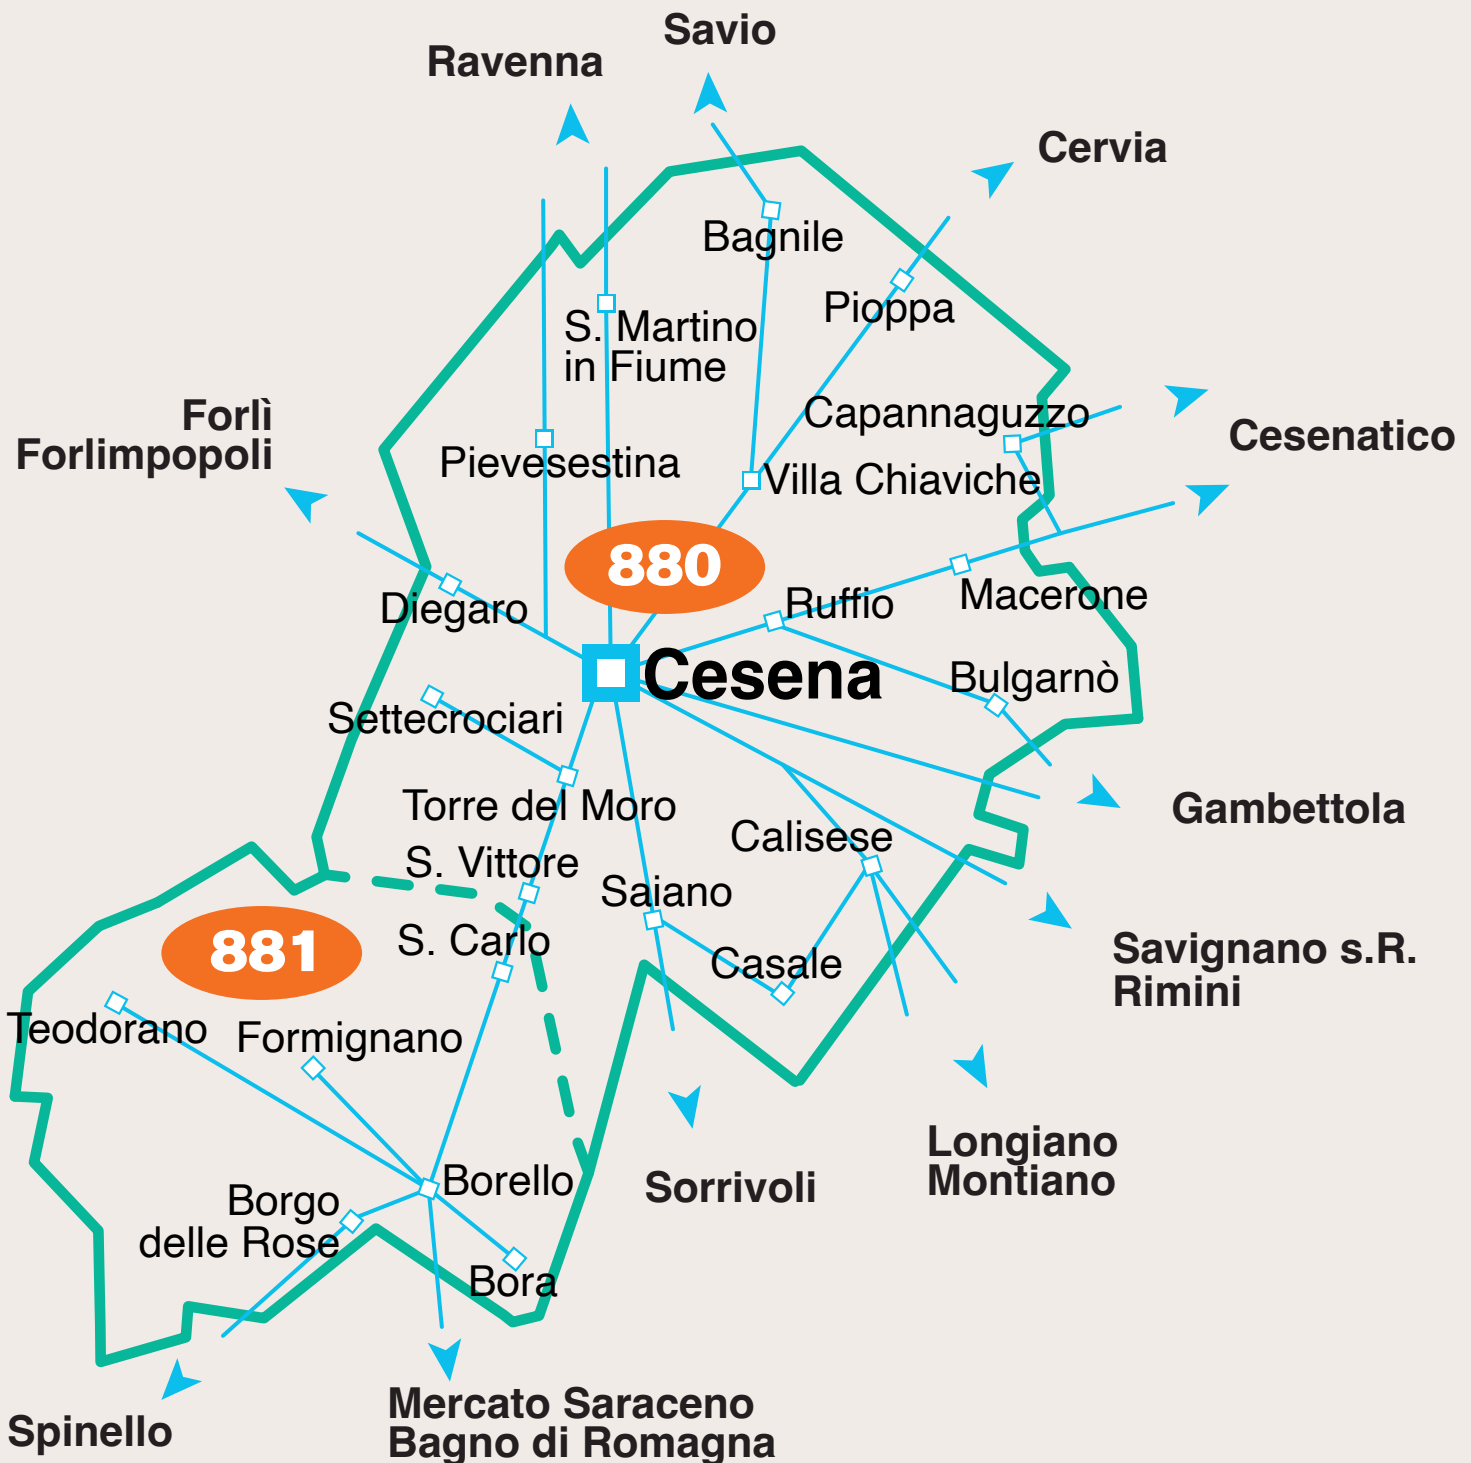 Savio
Ravenna
Cervia
Bagnile
Pioppa
S. Martino
in Fiume
Forlì
Forlimpopoli
Capannaguzzo
Cesenatico
Pievesestina
Villa Chiaviche
880
Diegaro
Ruffio
Macerone
Cesena
Bulgarnò
Settecrociari
Torre del Moro
Gambettola
Calisese
S. Vittore
Saiano
S. Carlo
881
Casale
Savignano s.R.
Rimini
Teodorano
Formignano
Longiano
Montiano
Borello
Sorrivoli
Borgo
delle Rose
Bora
Spinello
Mercato Saraceno
Bagno di Romagna